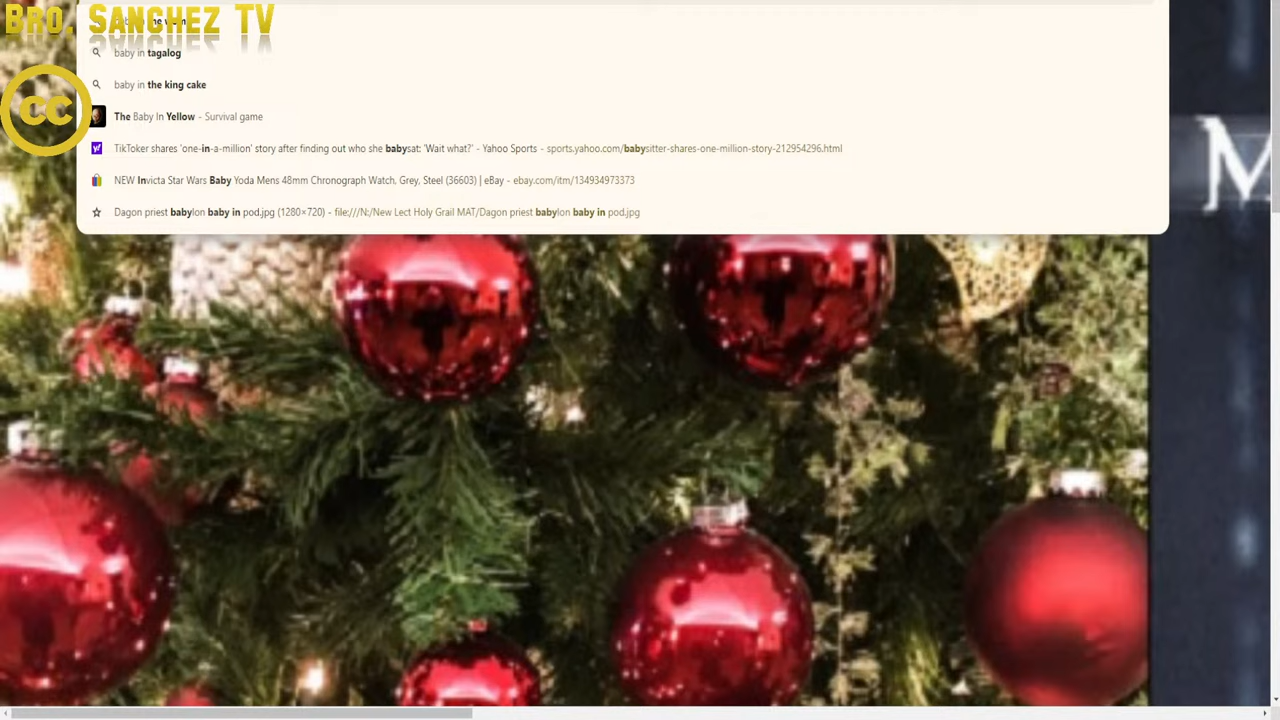 Bro. Sanchez TV
baby in the womb
baby in tagalog
baby in the king cake
CC
The Baby In Yellow - Survival game
TikToker shares 'one-in-a-million' story after finding out who she babysat: 'Wait what?' - Yahoo Sports - sports.yahoo.com/babysitter-shares-one-million-story-212954296.html
NEW Invicta Star Wars Baby Yoda Mens 48mm Chronograph Watch, Grey, Steel (36603) | eBay - ebay.com/itm/134934973373
Dagon priest babylon baby in pod.jpg (1280×720) - file:///N:/New Lect Holy Grail MAT/Dagon priest babylon baby in pod.jpg
M